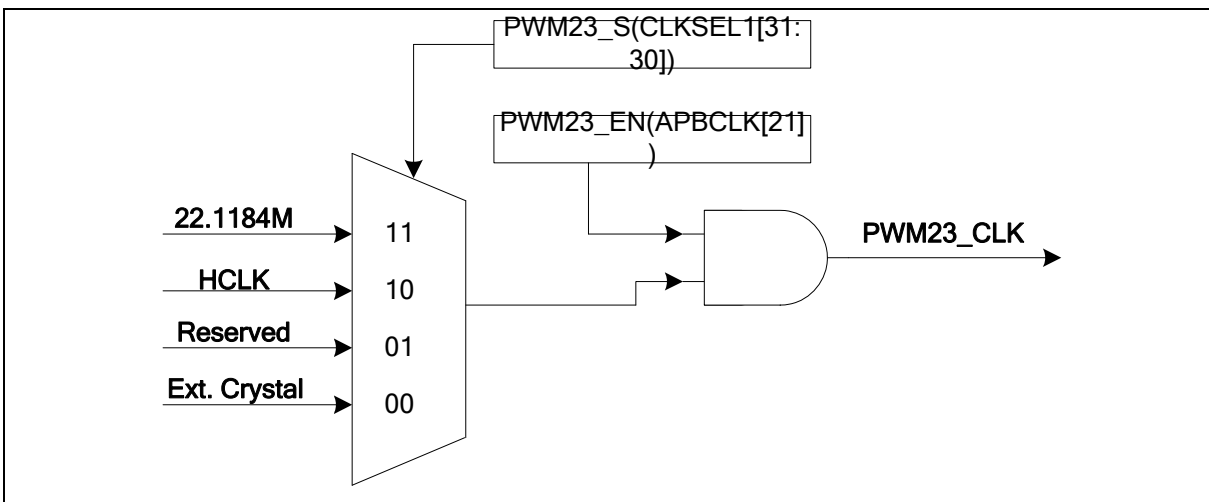 PWM23_S(CLKSEL1[31:
30])
PWM23_EN(APBCLK[21]
)
22.1184M
11
PWM23_CLK
HCLK
10
Reserved
01
Ext. Crystal
00